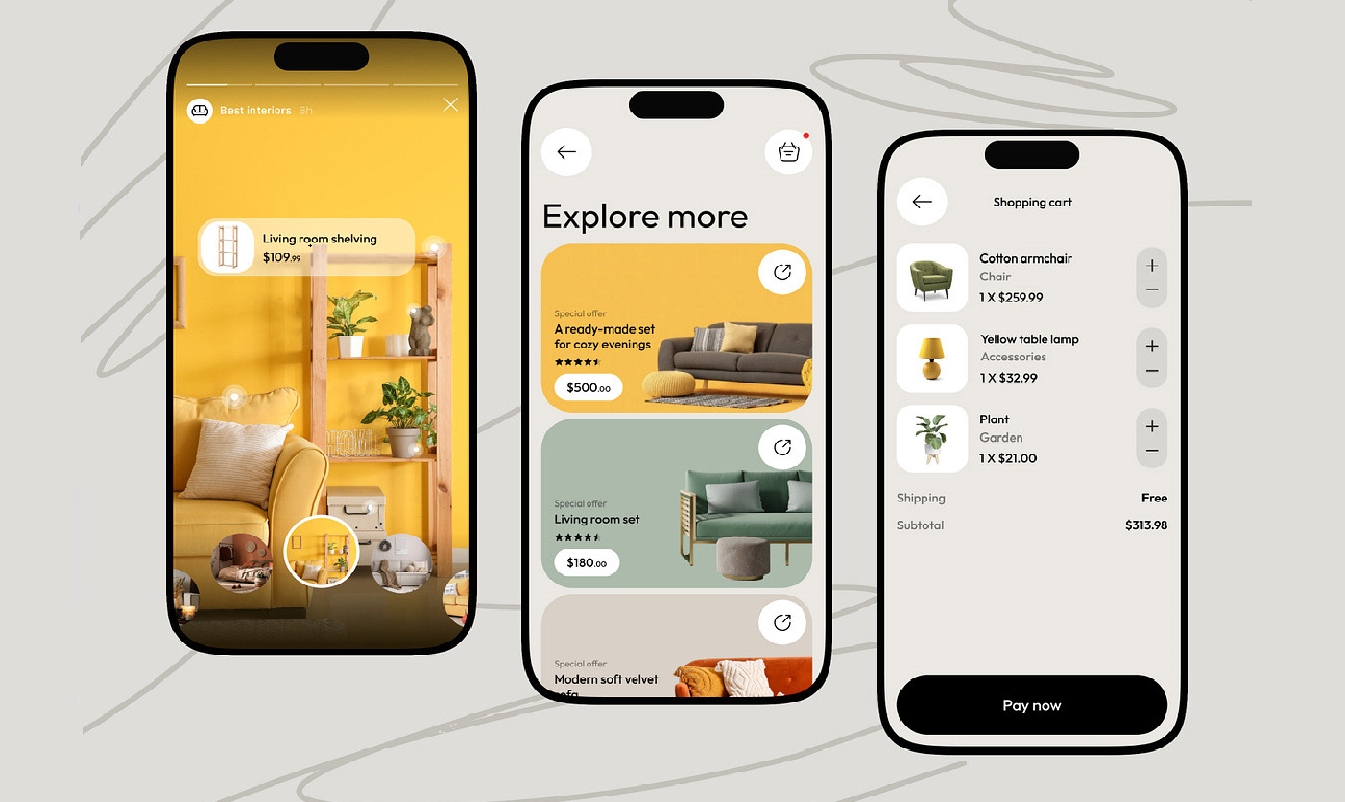 Best interiors 8h
Living room shelving
$109.99
Explore more
Special offer
A ready-made set
for cozy evenings
$500.00
Special offer
Living room set
$180.00
Special offer
Modern soft velvet
sofa
Shopping cart
Cotton armchair
Chair
1 X $259.99
Yellow table lamp
Accessories
1 X $32.99
Plant
Garden
1 X $21.00
Shipping Free
Subtotal $313.98
Pay now